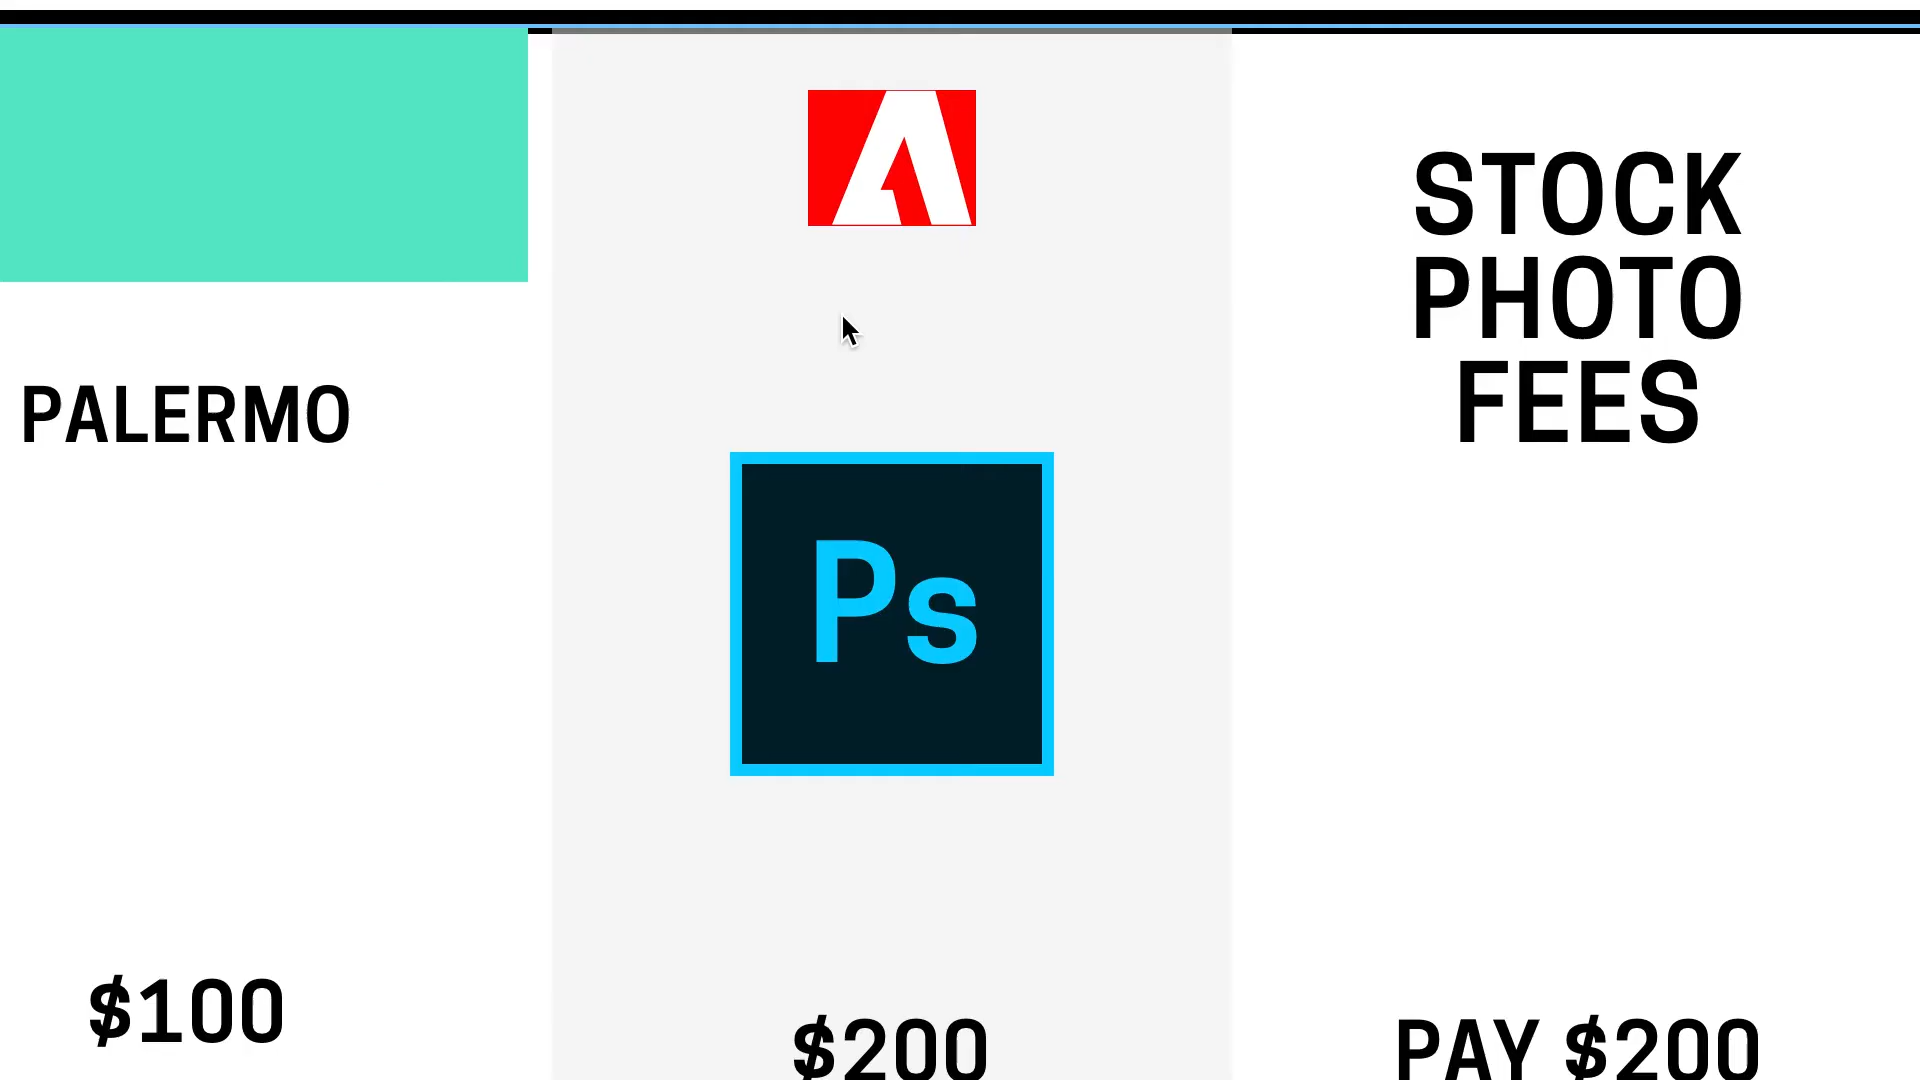 PALERMO
$100
Ps
$200
STOCK
PHOTO
FEES
PAY $200